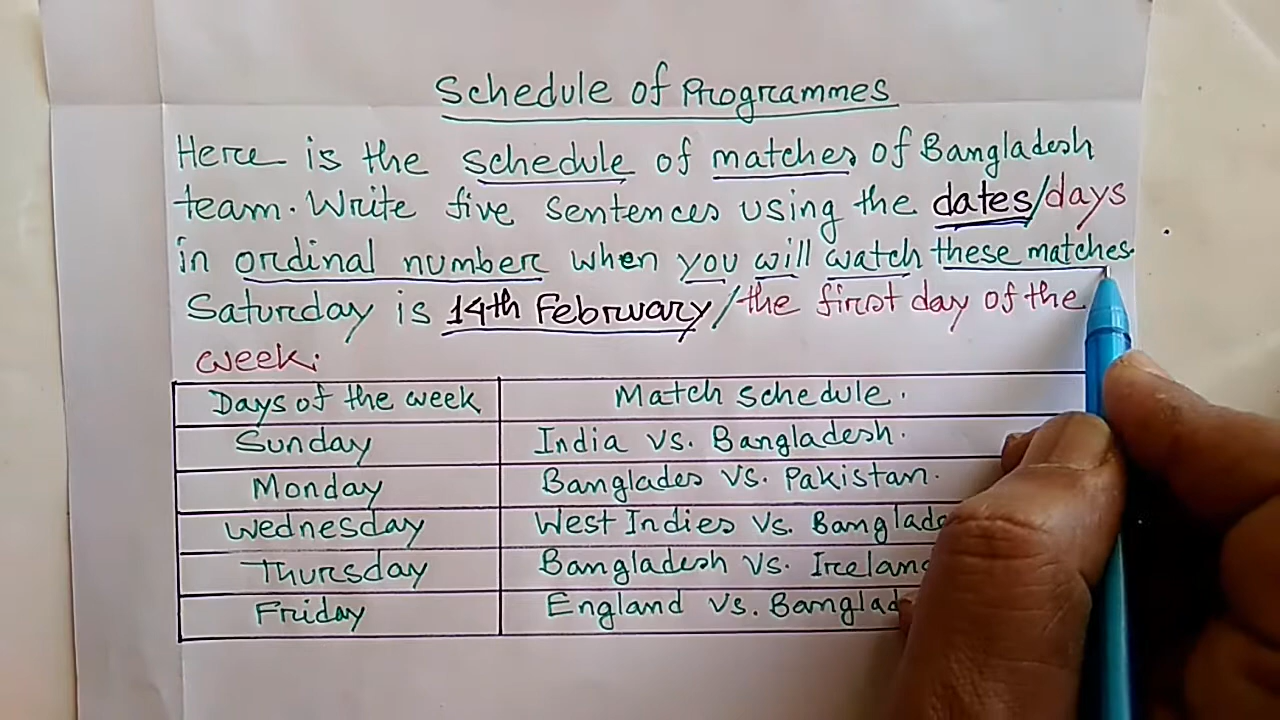 Schedule of Programmes
Here is the schedule of matches of Bangladesh
team. Write five sentences using the dates/days
in ordinal number when you will watch these matches.
Saturday is 14th February/the first day of the
week:
Days of the week Match schedule.
Sunday India vs. Bangladesh.
Monday Banglades vs. Pakistan.
Wednesday West Indies vs. Banglade
Thursday Bangladesh vs. Irelan
Friday England vs. Banglad